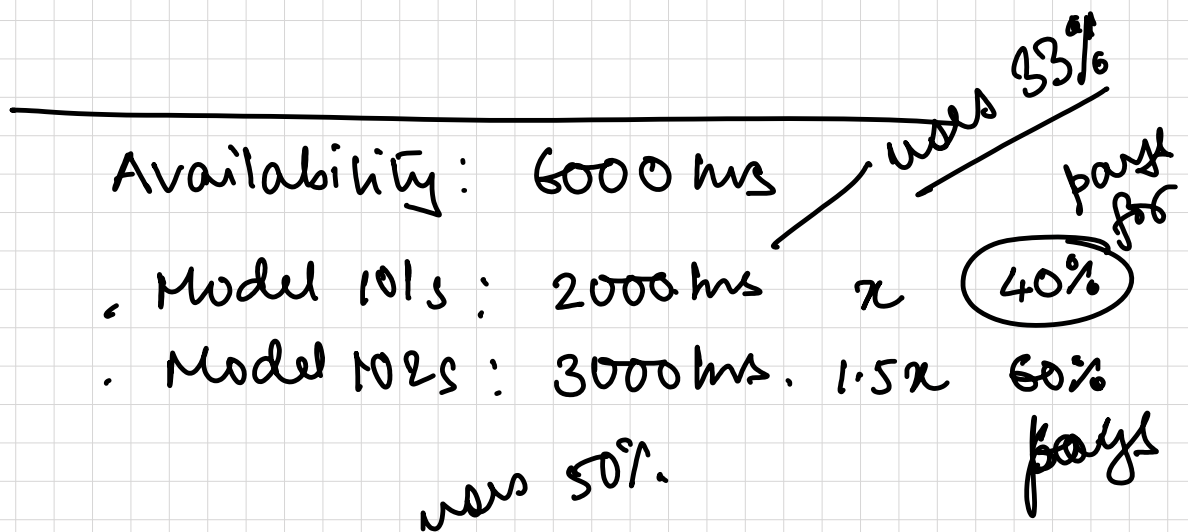 uses 33%
Availability: 6000 hrs
pays for
. Model 101s : 2000 hrs x 40%
. Model 102s : 3000 hrs. 1.5x 60%
pays
uses 50%.